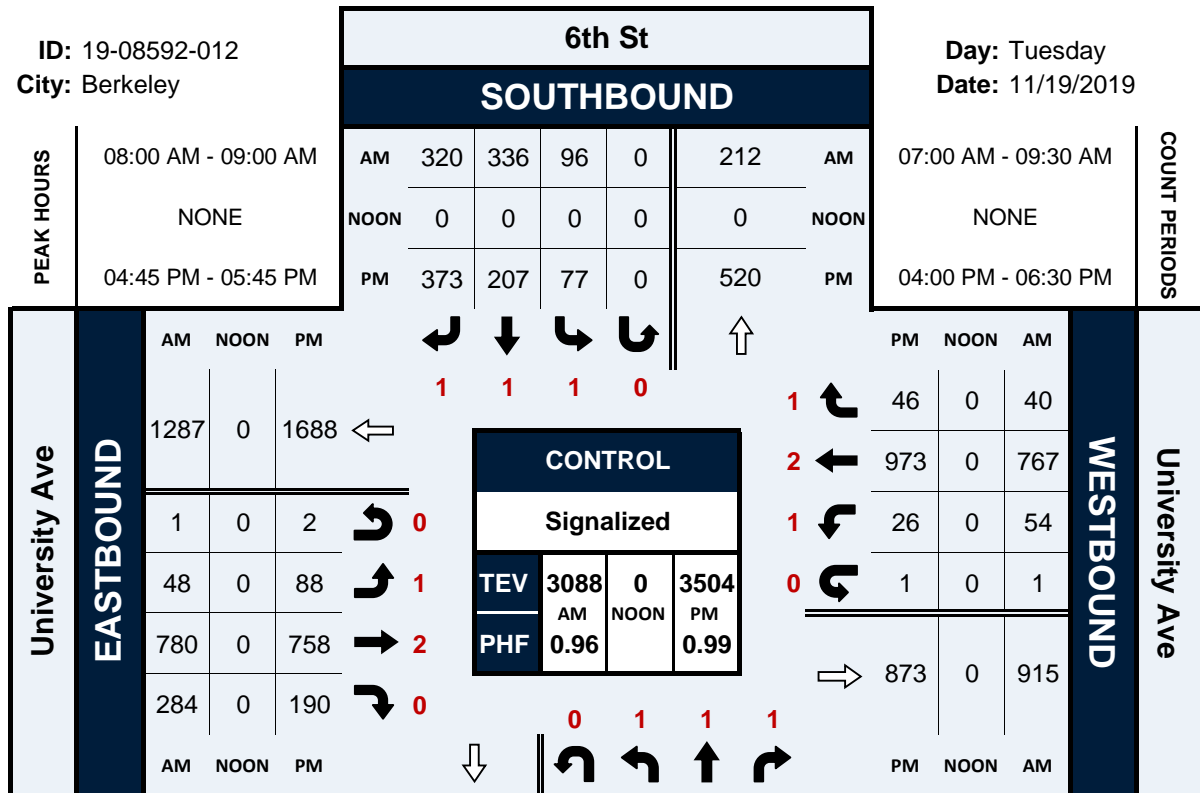 6th St
ID: 19-08592-012
Day: Tuesday
City: Berkeley
Date: 11/19/2019
SOUTHBOUND
PEAK HOURS
08:00 AM - 09:00 AM
NONE
04:45 PM - 05:45 PM
AM 320 336 96 0 212 AM
NOON 0 0 0 0 0 NOON
PM 373 207 77 0 520 PM
07:00 AM - 09:30 AM
NONE
04:00 PM - 06:30 PM
COUNT PERIODS
1 1 1 0
University Ave
EASTBOUND
AM NOON PM
1287 0 1688
1 0 2 0
48 0 88 1
780 0 758 2
284 0 190 0
AM NOON PM
CONTROL
Signalized
TEV 3088 0 3504
AM NOON PM
PHF 0.96 0.99
PM NOON AM
1 46 0 40
2 973 0 767
1 26 0 54
0 1 0 1
873 0 915
PM NOON AM
WESTBOUND
University Ave
0 1 1 1